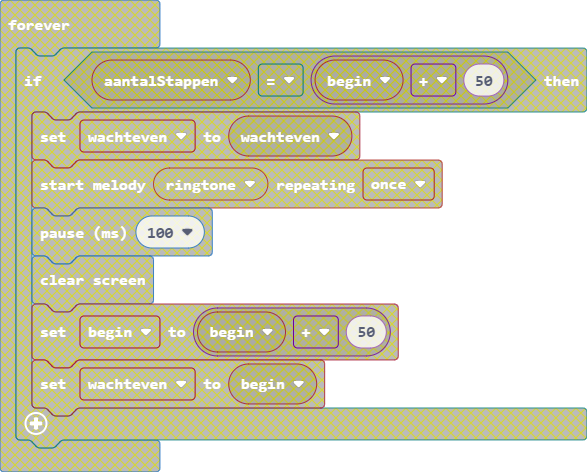 forever
if aantalStappen = begin + 50 then
set wachteven to wachteven
start melody ringtone repeating once
pause (ms) 100
clear screen
set begin to begin + 50
set wachteven to begin